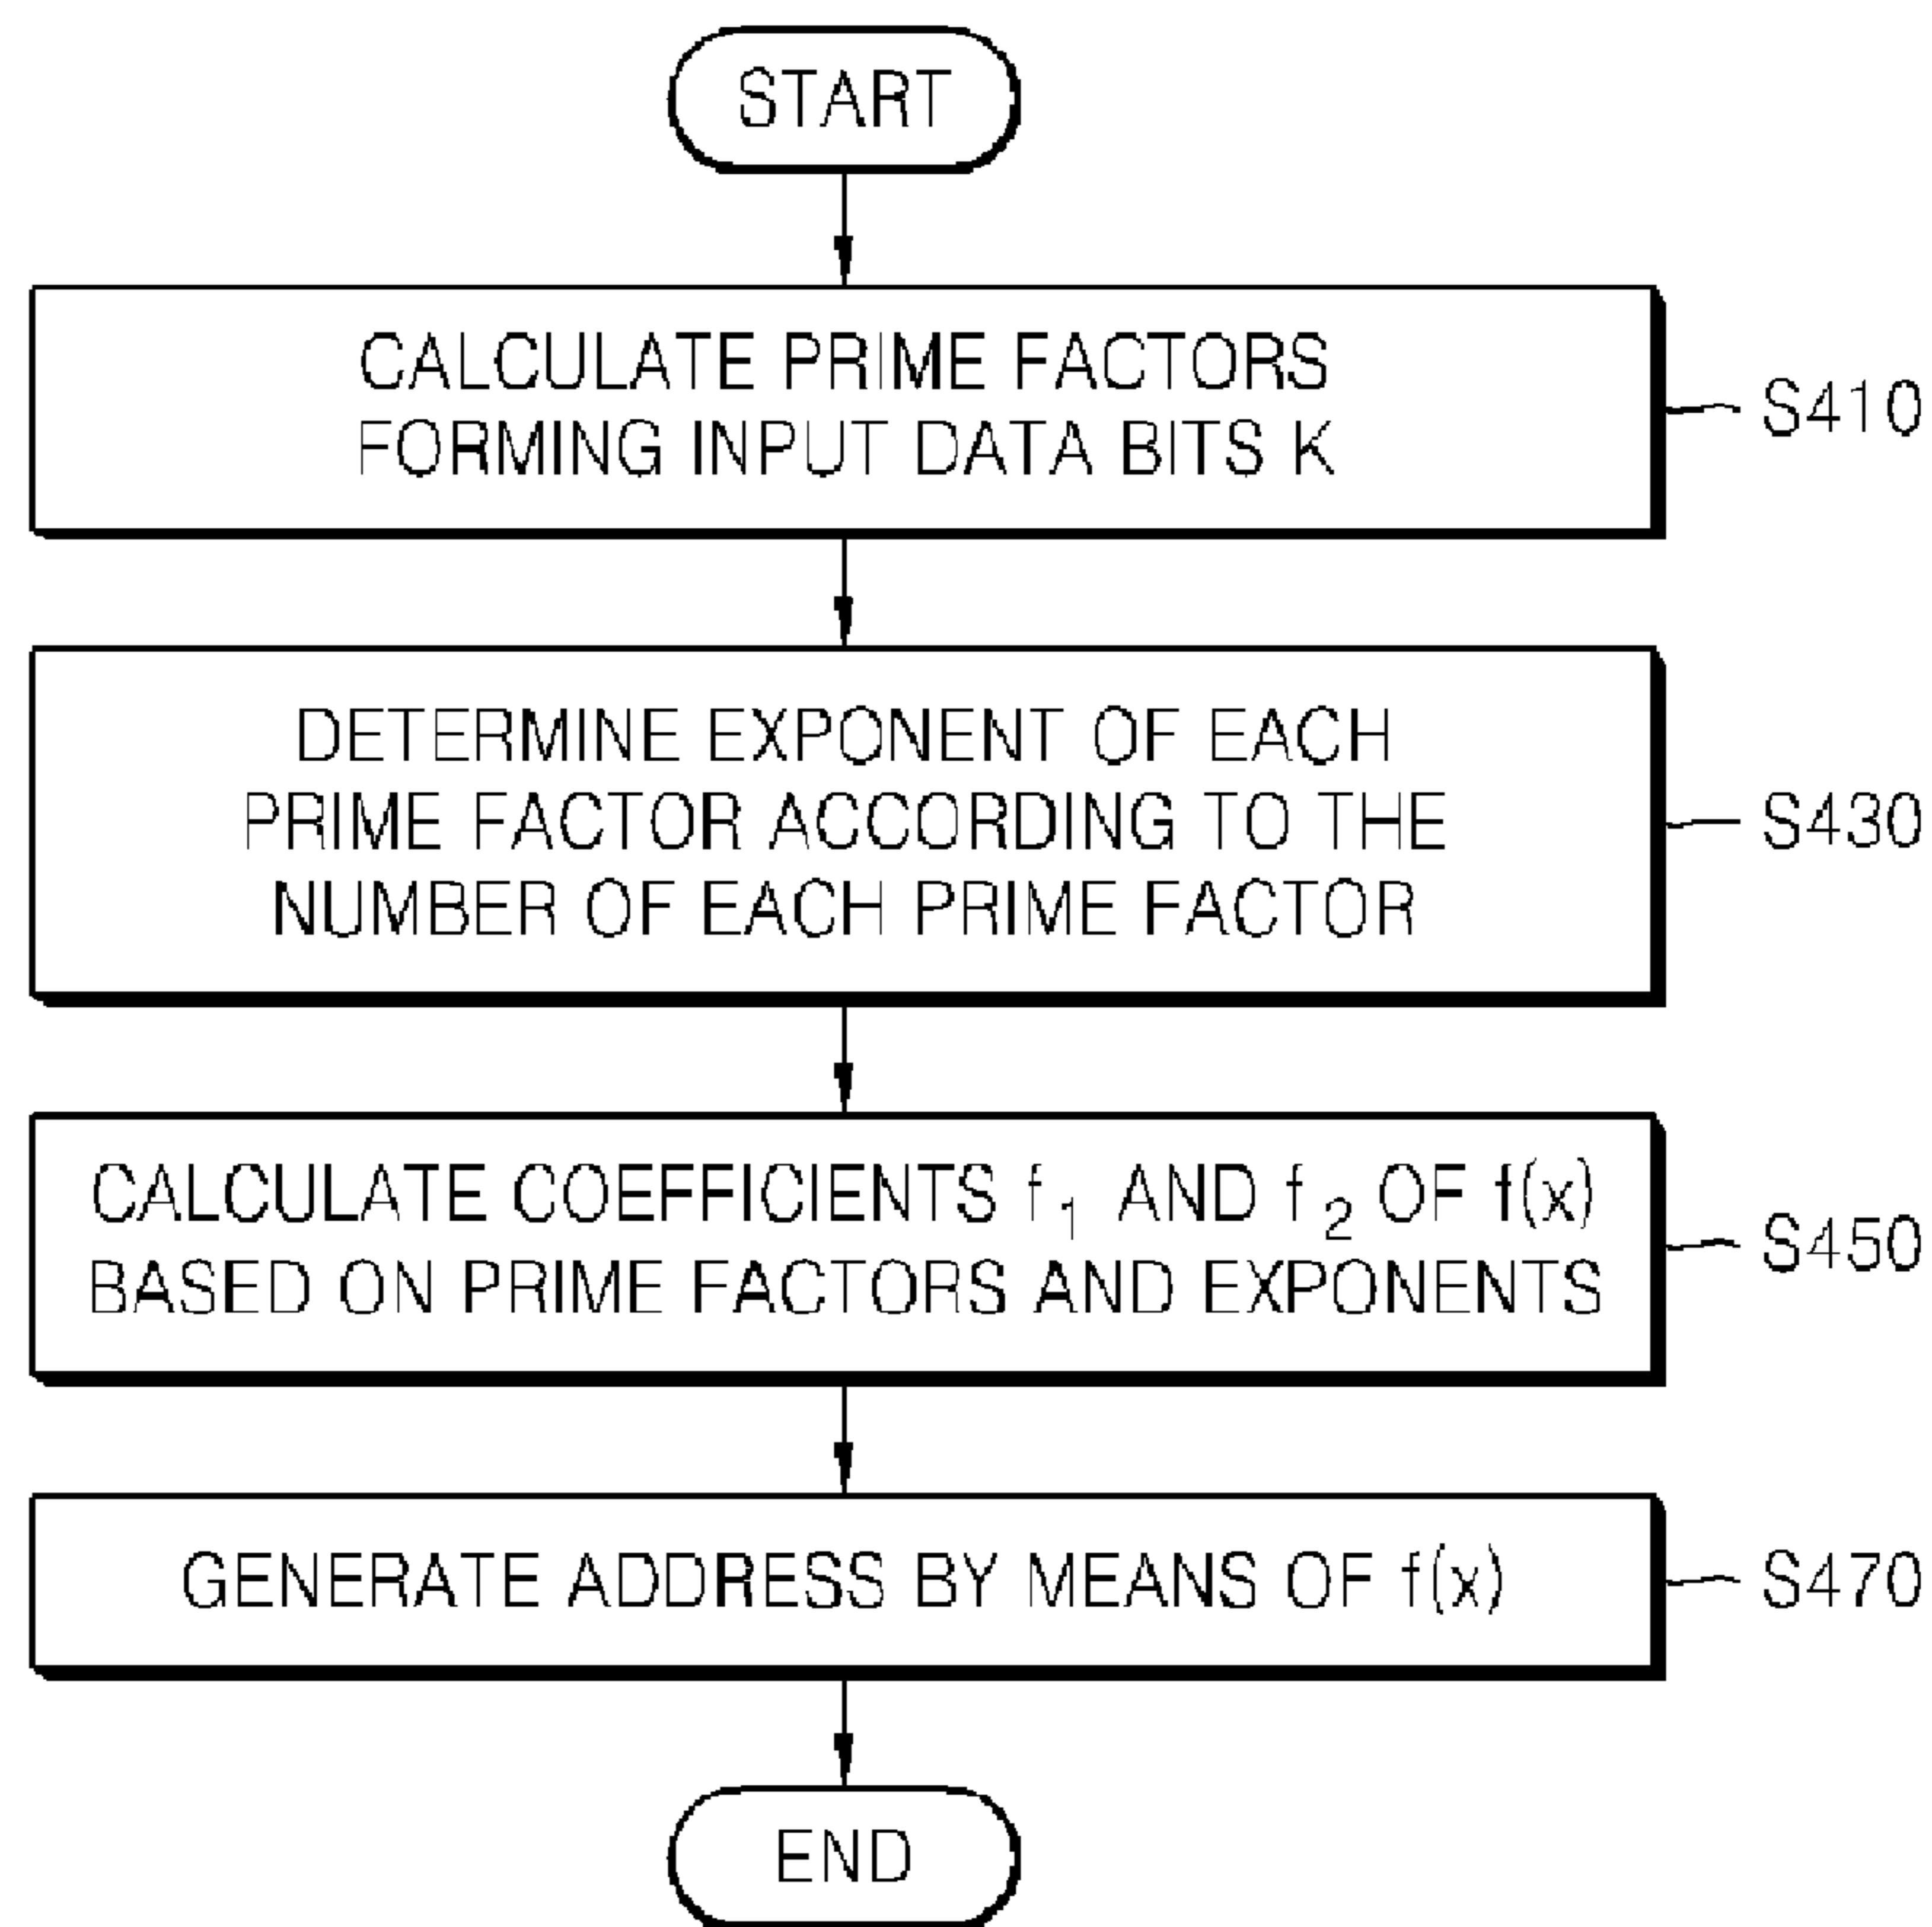 START
CALCULATE PRIME FACTORS
FORMING INPUT DATA BITS K
S410
DETERMINE EXPONENT OF EACH
PRIME FACTOR ACCORDING TO THE
NUMBER OF EACH PRIME FACTOR
S430
CALCULATE COEFFICIENTS f₁ AND f₂ OF f(x)
BASED ON PRIME FACTORS AND EXPONENTS
S450
GENERATE ADDRESS BY MEANS OF f(x)
S470
END